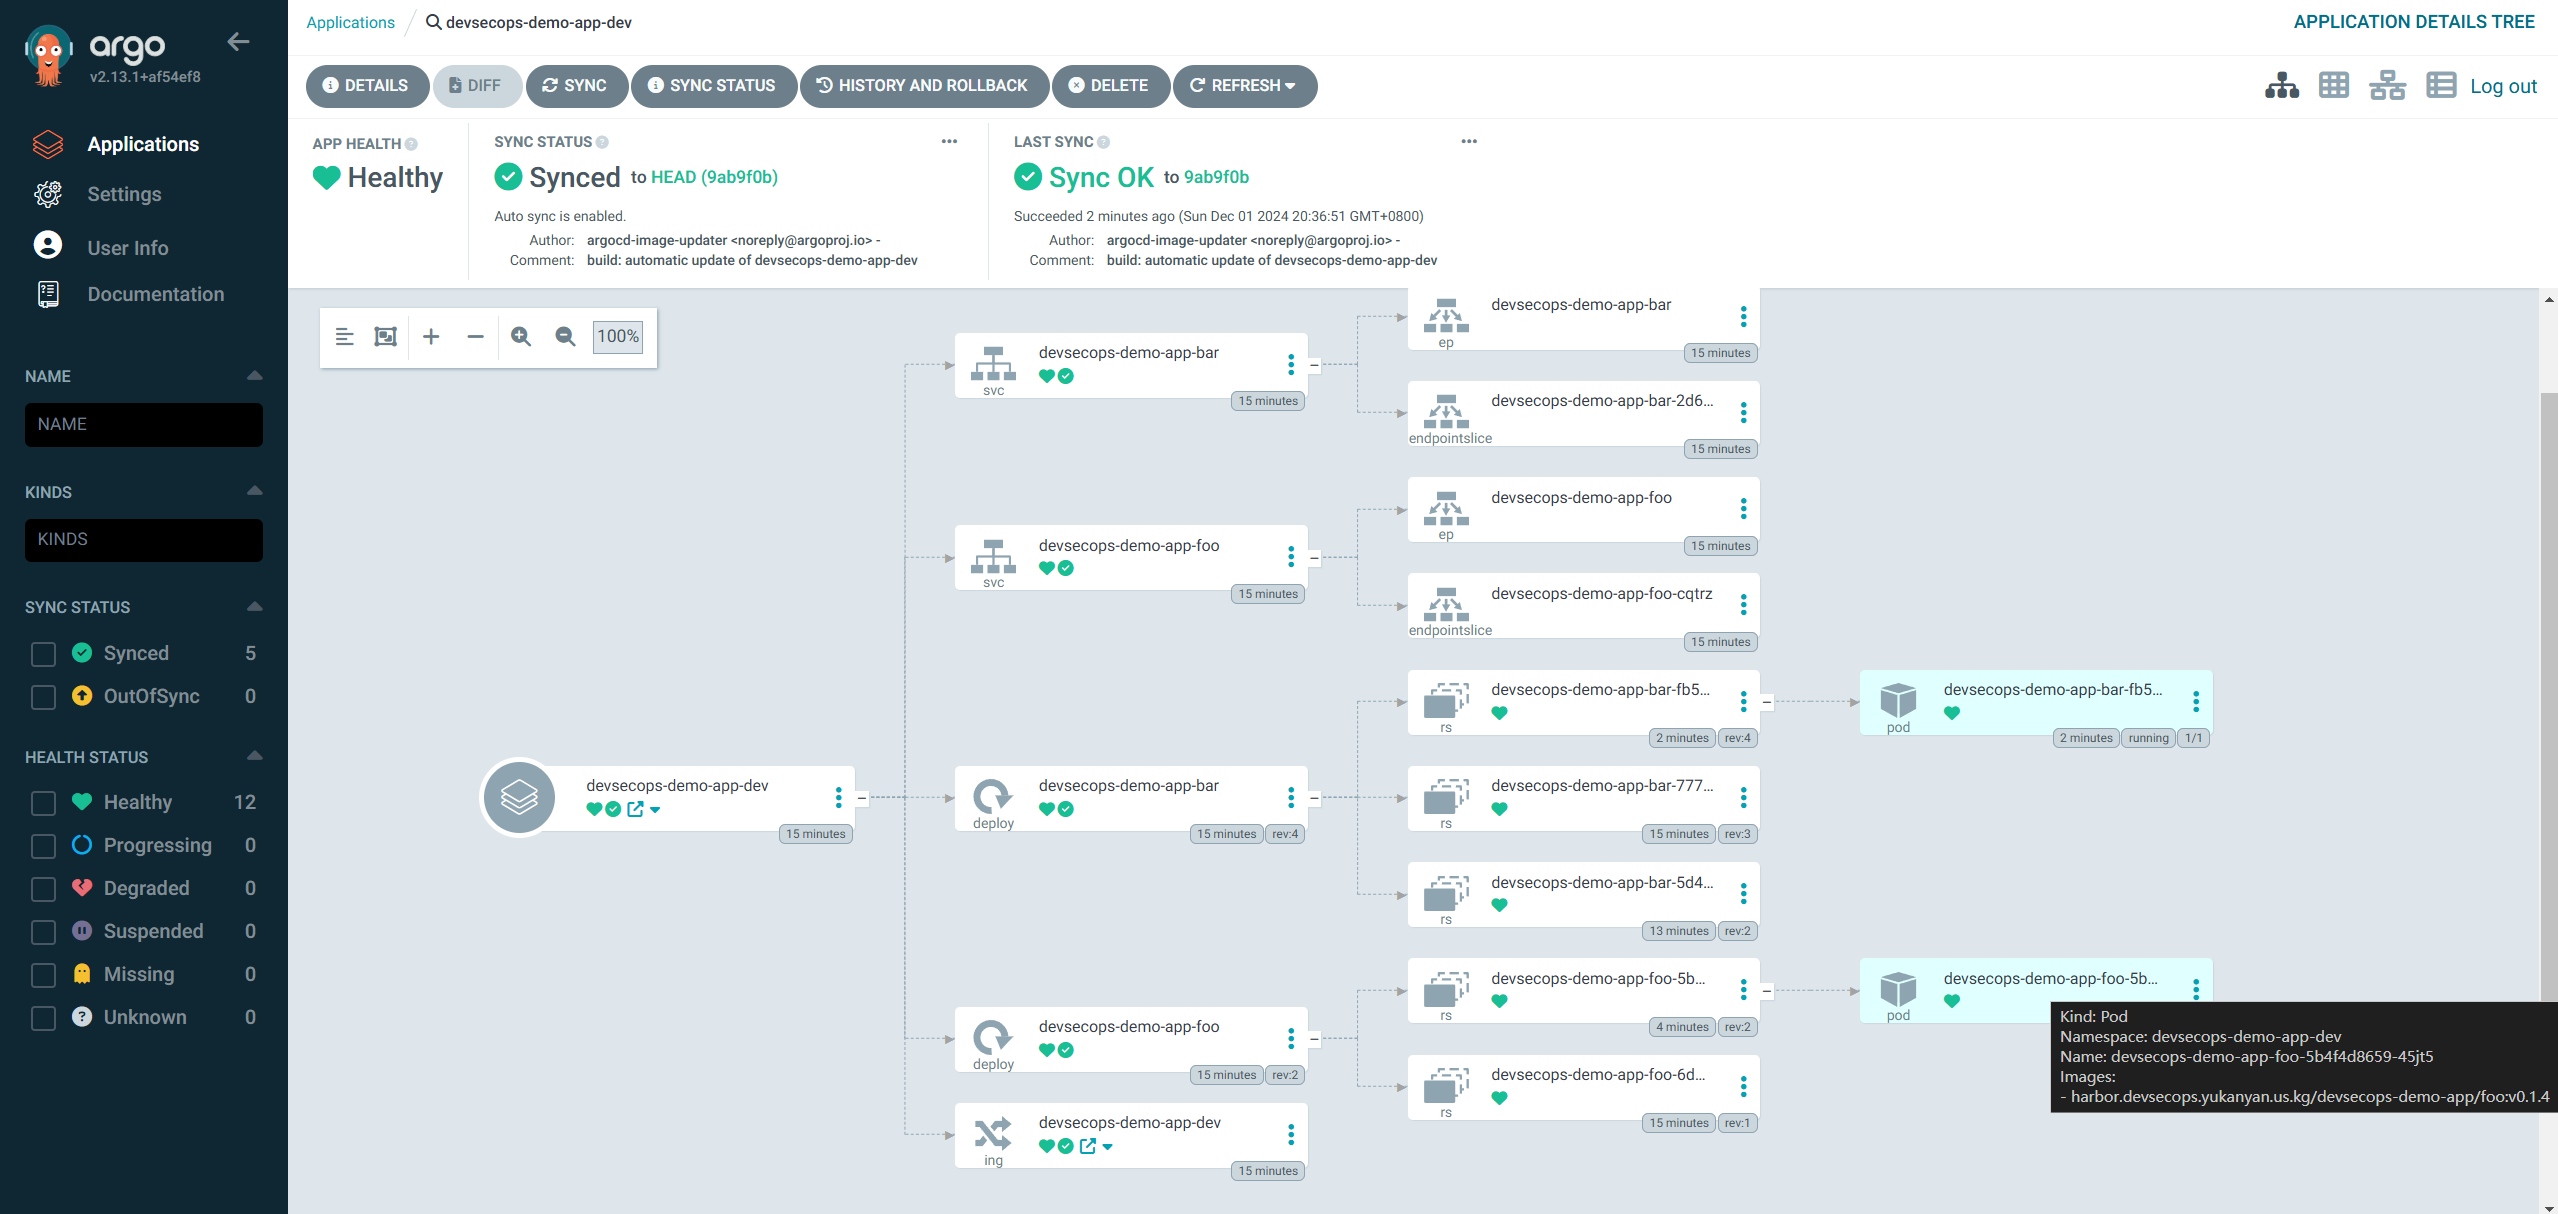 argo
v2.13.1+af54ef8
Applications
Settings
User Info
Documentation
NAME
NAME
KINDS
KINDS
SYNC STATUS
Synced 5
OutOfSync 0
HEALTH STATUS
Healthy 12
Progressing 0
Degraded 0
Suspended 0
Missing 0
Unknown 0
Applications / devsecops-demo-app-dev
APPLICATION DETAILS TREE
DETAILS DIFF SYNC SYNC STATUS HISTORY AND ROLLBACK DELETE REFRESH
Log out
APP HEALTH
Healthy
SYNC STATUS
Synced to HEAD (9ab9f0b)
Auto sync is enabled.
Author: argocd-image-updater <noreply@argoproj.io> -
Comment: build: automatic update of devsecops-demo-app-dev
LAST SYNC
Sync OK to 9ab9f0b
Succeeded 2 minutes ago (Sun Dec 01 2024 20:36:51 GMT+0800)
Author: argocd-image-updater <noreply@argoproj.io> -
Comment: build: automatic update of devsecops-demo-app-dev
100%
devsecops-demo-app-dev
15 minutes
devsecops-demo-app-bar
svc
15 minutes
devsecops-demo-app-foo
svc
15 minutes
devsecops-demo-app-bar
deploy
15 minutes rev:4
devsecops-demo-app-foo
deploy
15 minutes rev:2
devsecops-demo-app-dev
ing
15 minutes
devsecops-demo-app-bar
ep
15 minutes
devsecops-demo-app-bar-2d6...
endpointslice
15 minutes
devsecops-demo-app-foo
ep
15 minutes
devsecops-demo-app-foo-cqtrz
endpointslice
15 minutes
devsecops-demo-app-bar-fb5...
rs
2 minutes rev:4
devsecops-demo-app-bar-777...
rs
15 minutes rev:3
devsecops-demo-app-bar-5d4...
rs
13 minutes rev:2
devsecops-demo-app-foo-5b...
rs
4 minutes rev:2
devsecops-demo-app-foo-6d...
rs
15 minutes rev:1
devsecops-demo-app-bar-fb5...
pod
2 minutes running 1/1
devsecops-demo-app-foo-5b...
pod
Kind: Pod
Namespace: devsecops-demo-app-dev
Name: devsecops-demo-app-foo-5b4f4d8659-45jt5
Images:
- harbor.devsecops.yukanyan.us.kg/devsecops-demo-app/foo:v0.1.4